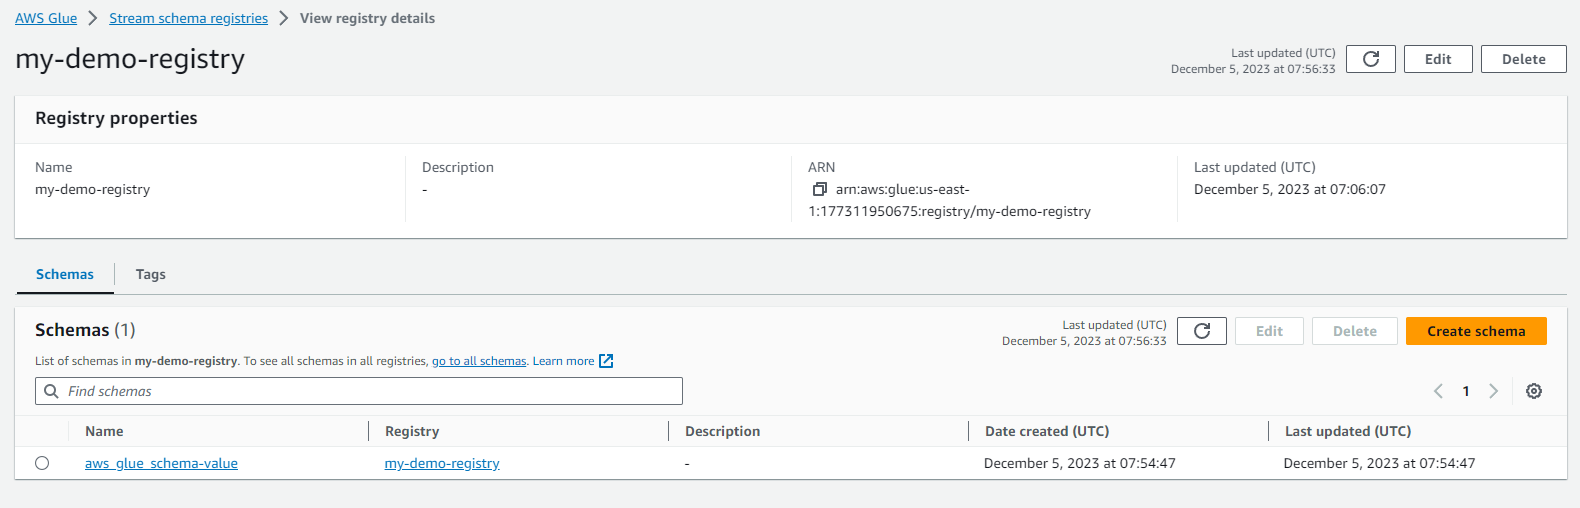 AWS Glue > Stream schema registries > View registry details
my-demo-registry
Last updated (UTC)
December 5, 2023 at 07:56:33
Edit
Delete
Registry properties
Name
my-demo-registry
Description
-
ARN
arn:aws:glue:us-east-
1:177311950675:registry/my-demo-registry
Last updated (UTC)
December 5, 2023 at 07:06:07
Schemas
Tags
Schemas (1)
Last updated (UTC)
December 5, 2023 at 07:56:33
Edit
Delete
Create schema
List of schemas in my-demo-registry. To see all schemas in all registries, go to all schemas. Learn more
Find schemas
1
Name Registry Description Date created (UTC) Last updated (UTC)
aws_glue_schema-value my-demo-registry - December 5, 2023 at 07:54:47 December 5, 2023 at 07:54:47